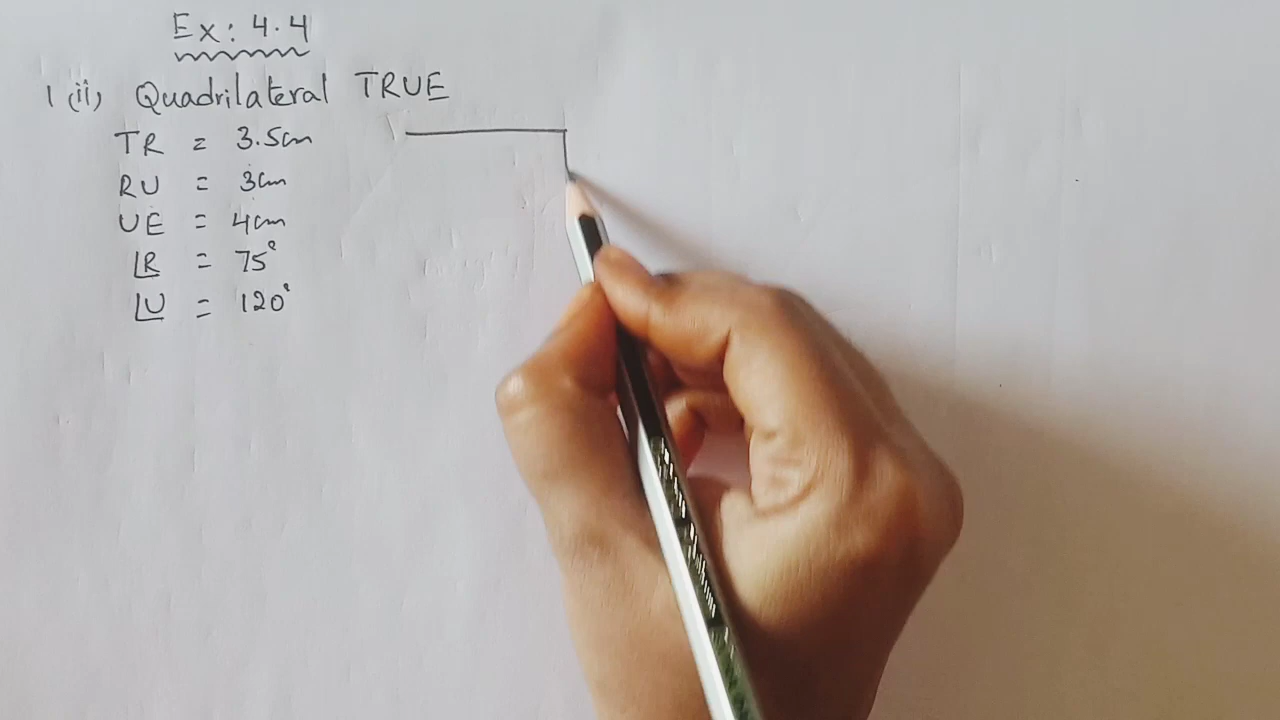 Ex: 4.4
1 (ii) Quadrilateral TRUE
TR = 3.5cm
RU = 3cm
UE = 4cm
∠R = 75°
∠U = 120°